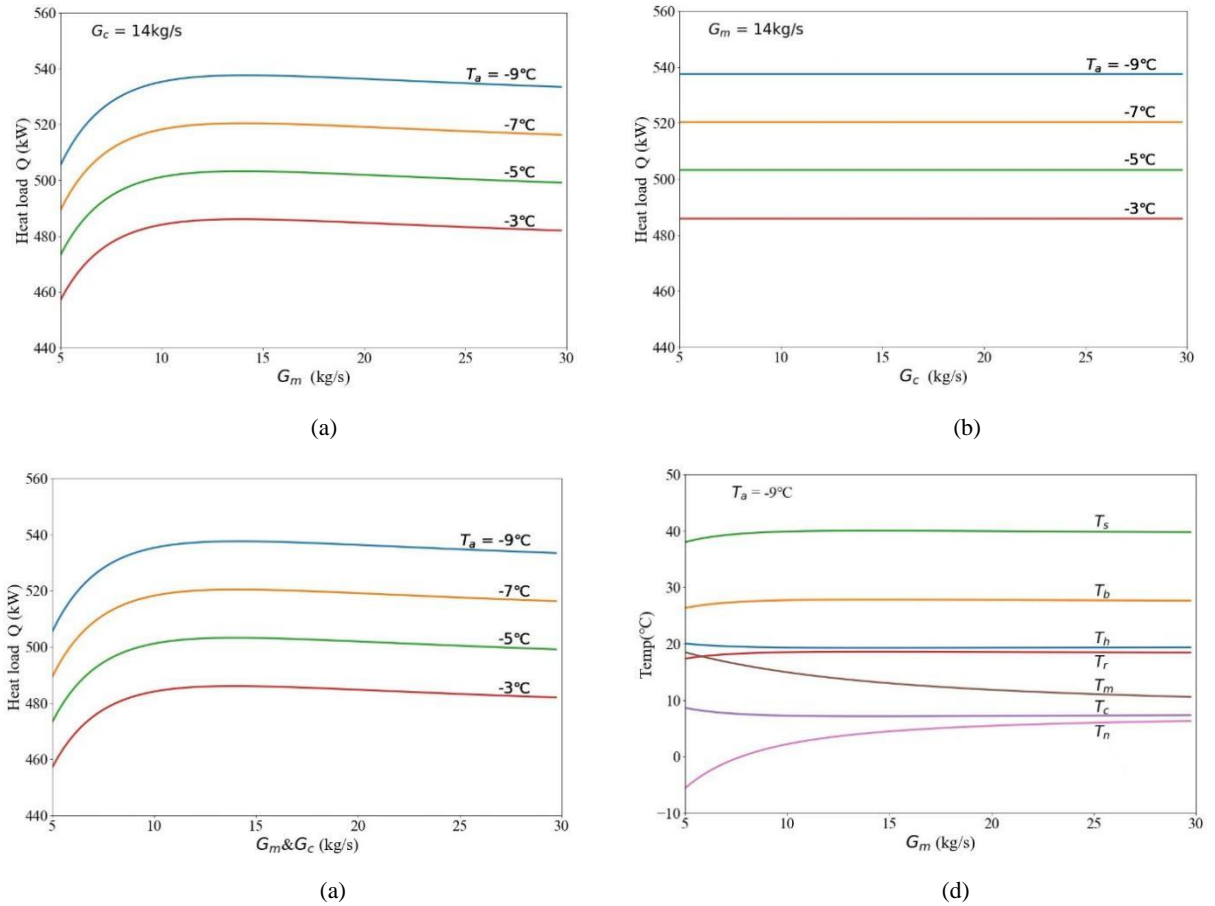 G_c = 14kg/s
560
540
520
500
480
460
440
Heat load Q (kW)
T_a = -9℃
-7℃
-5℃
-3℃
5
10
15
20
25
30
G_m (kg/s)
(a)
G_m = 14kg/s
560
540
520
500
480
460
440
Heat load Q (kW)
T_a = -9℃
-7℃
-5℃
-3℃
5
10
15
20
25
30
G_c (kg/s)
(b)
560
540
520
500
480
460
440
Heat load Q (kW)
T_a = -9℃
-7℃
-5℃
-3℃
5
10
15
20
25
30
G_m&G_c (kg/s)
(a)
T_a = -9℃
50
40
30
20
10
0
−10
Temp(℃)
T_s
T_b
T_h
T_r
T_m
T_c
T_n
5
10
15
20
25
30
G_m (kg/s)
(d)